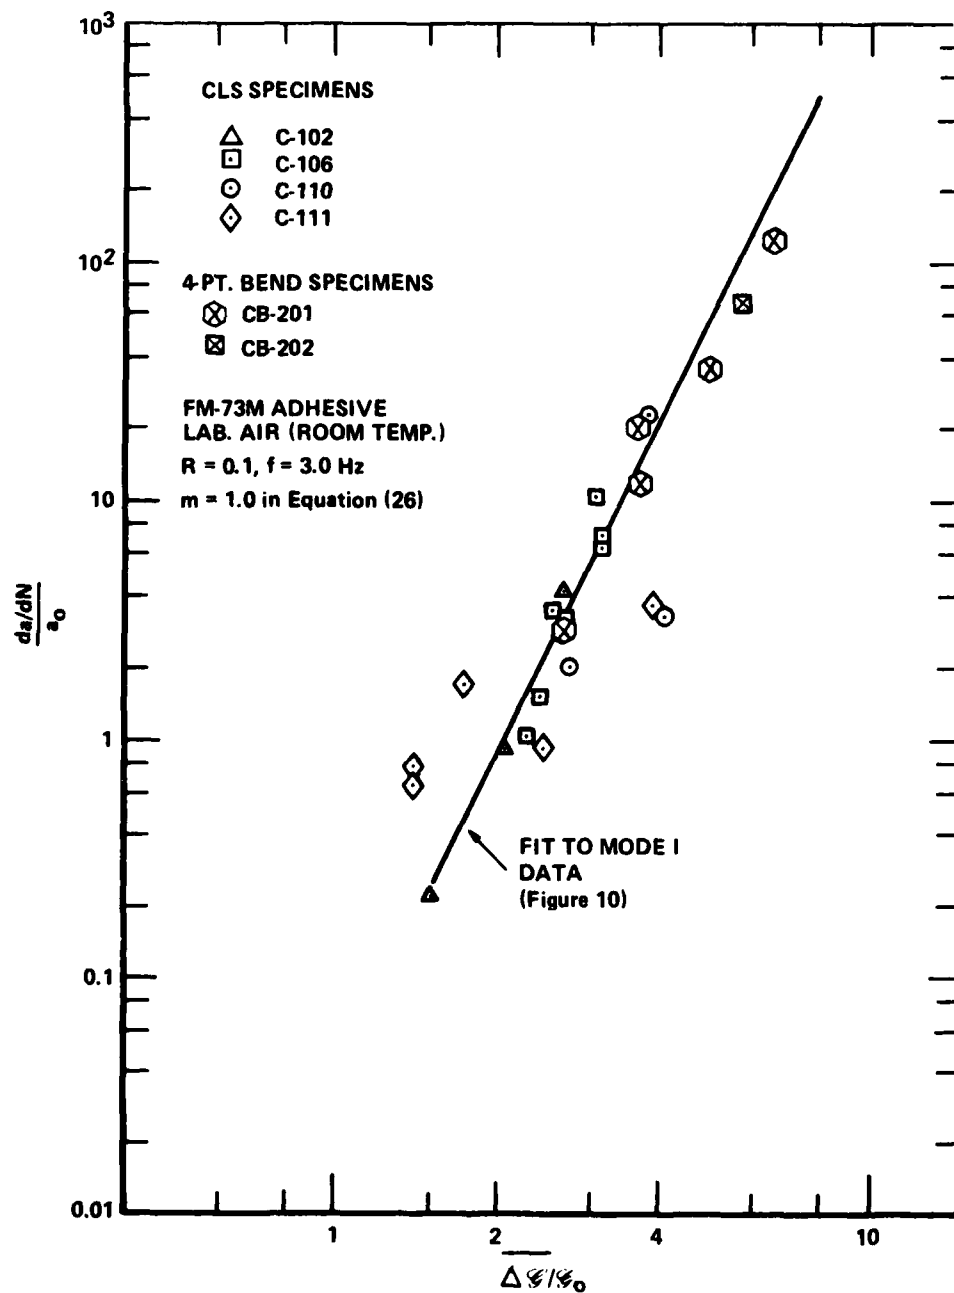 10³
CLS SPECIMENS
C-102
C-106
C-110
C-111
10²
4-PT. BEND SPECIMENS
CB-201
CB-202
FM-73M ADHESIVE
LAB. AIR (ROOM TEMP.)
R = 0.1, f = 3.0 Hz
10
m = 1.0 in Equation (26)
da/dN
a₀
1
FIT TO MODE I
DATA
(Figure 10)
0.1
0.01
1 2 4 10
Δ𝒢/𝒢₀